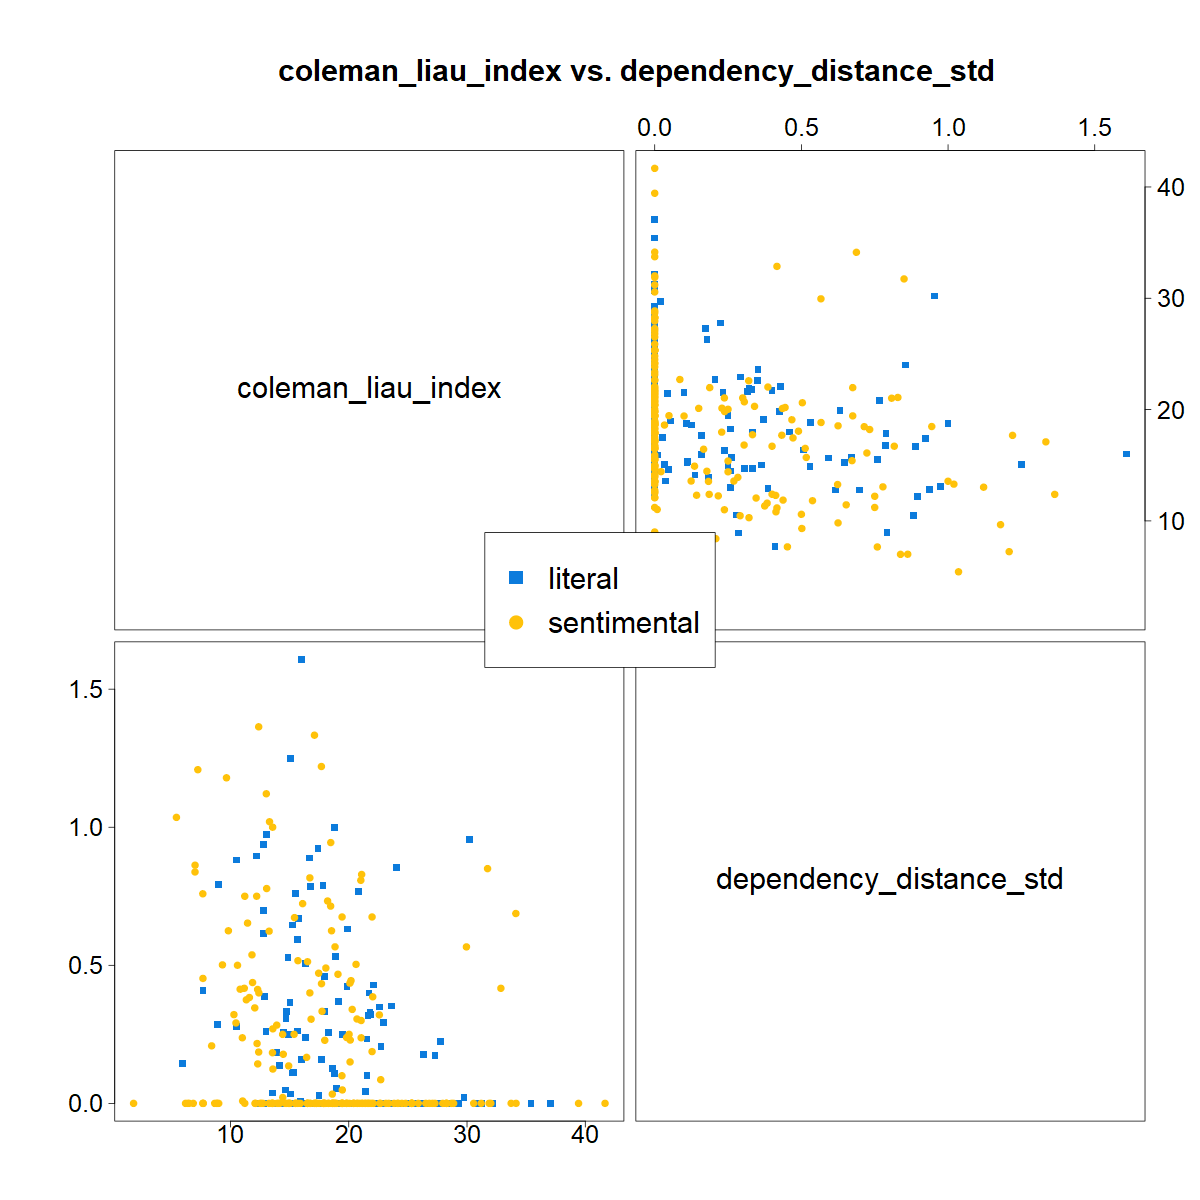 coleman_liau_index vs. dependency_distance_std
0.0 0.5 1.0 1.5
40
30
20
10
coleman_liau_index
literal
sentimental
1.5
1.0
0.5
0.0
dependency_distance_std
10 20 30 40